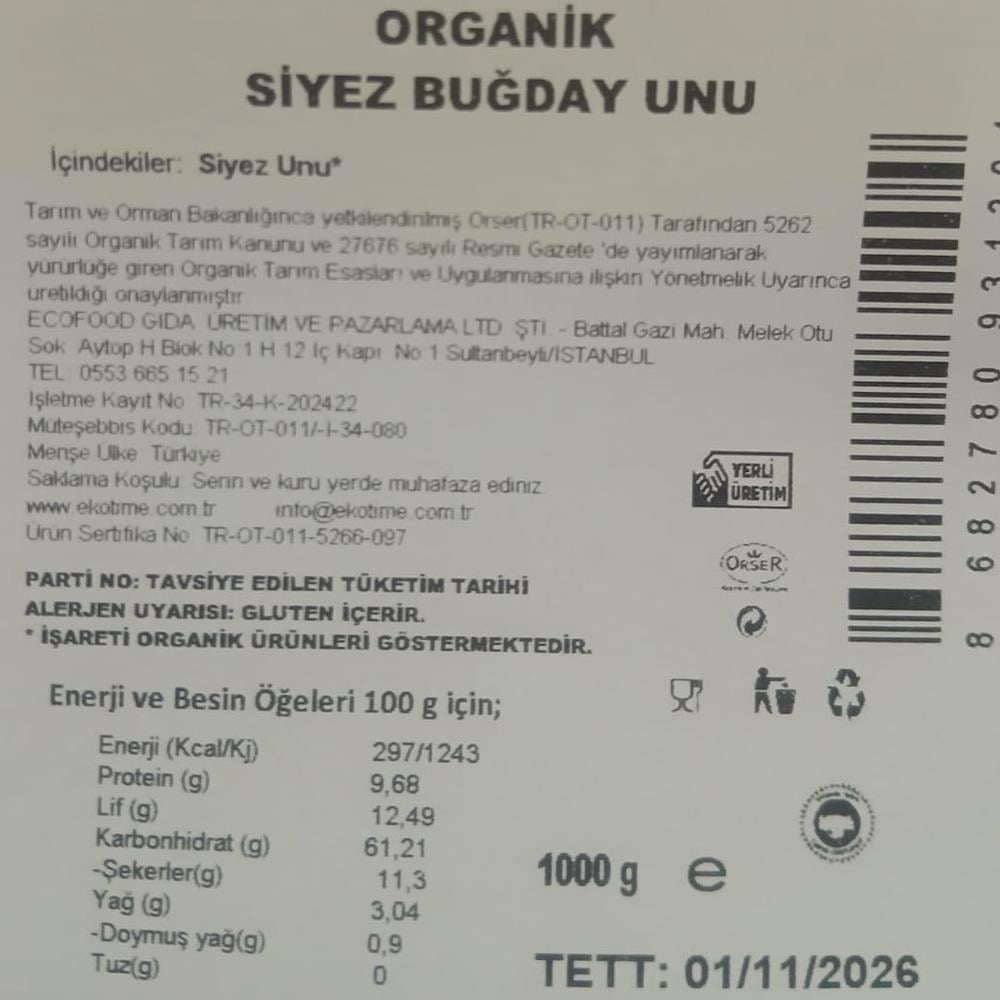 ORGANİK
SİYEZ BUĞDAY UNU
İçindekiler: Siyez Unu*
Tarım ve Orman Bakanlığınca yetkilendirilmiş Orser(TR-OT-011) Tarafından 5262
sayılı Organik Tarım Kanunu ve 27676 sayılı Resmi Gazete 'de yayımlanarak
yürürlüğe giren Organik Tarım Esasları ve Uygulanmasına ilişkin Yönetmelik Uyarınca
üretildiği onaylanmıştır
ECOFOOD GIDA ÜRETİM VE PAZARLAMA LTD ŞTİ. - Battal Gazi Mah. Melek Otu
Sok Aytop H Blok No 1 H 12 İç Kapı No 1 Sultanbeyli/İSTANBUL
TEL: 0553 665 15 21
İşletme Kayıt No TR-34-K-202422
Müteşebbis Kodu: TR-OT-011/-İ-34-080
Menşe Ülke Türkiye
Saklama Koşulu: Serin ve kuru yerde muhafaza ediniz.
www.ekotime.com.tr info@ekotime.com.tr
Ürün Sertifika No TR-OT-011-5266-097
PARTİ NO: TAVSİYE EDİLEN TÜKETİM TARİHİ
ALERJEN UYARISI: GLUTEN İÇERİR.
* İŞARETİ ORGANİK ÜRÜNLERİ GÖSTERMEKTEDİR.
YERLİ
ÜRETİM
ORSER
Enerji ve Besin Öğeleri 100 g için;
Enerji (Kcal/Kj) 297/1243
Protein (g) 9,68
Lif (g) 12,49
Karbonhidrat (g) 61,21
-Şekerler(g) 11,3
Yağ (g) 3,04
-Doymuş yağ(g) 0,9
Tuz(g) 0
1000 g e
TETT: 01/11/2026